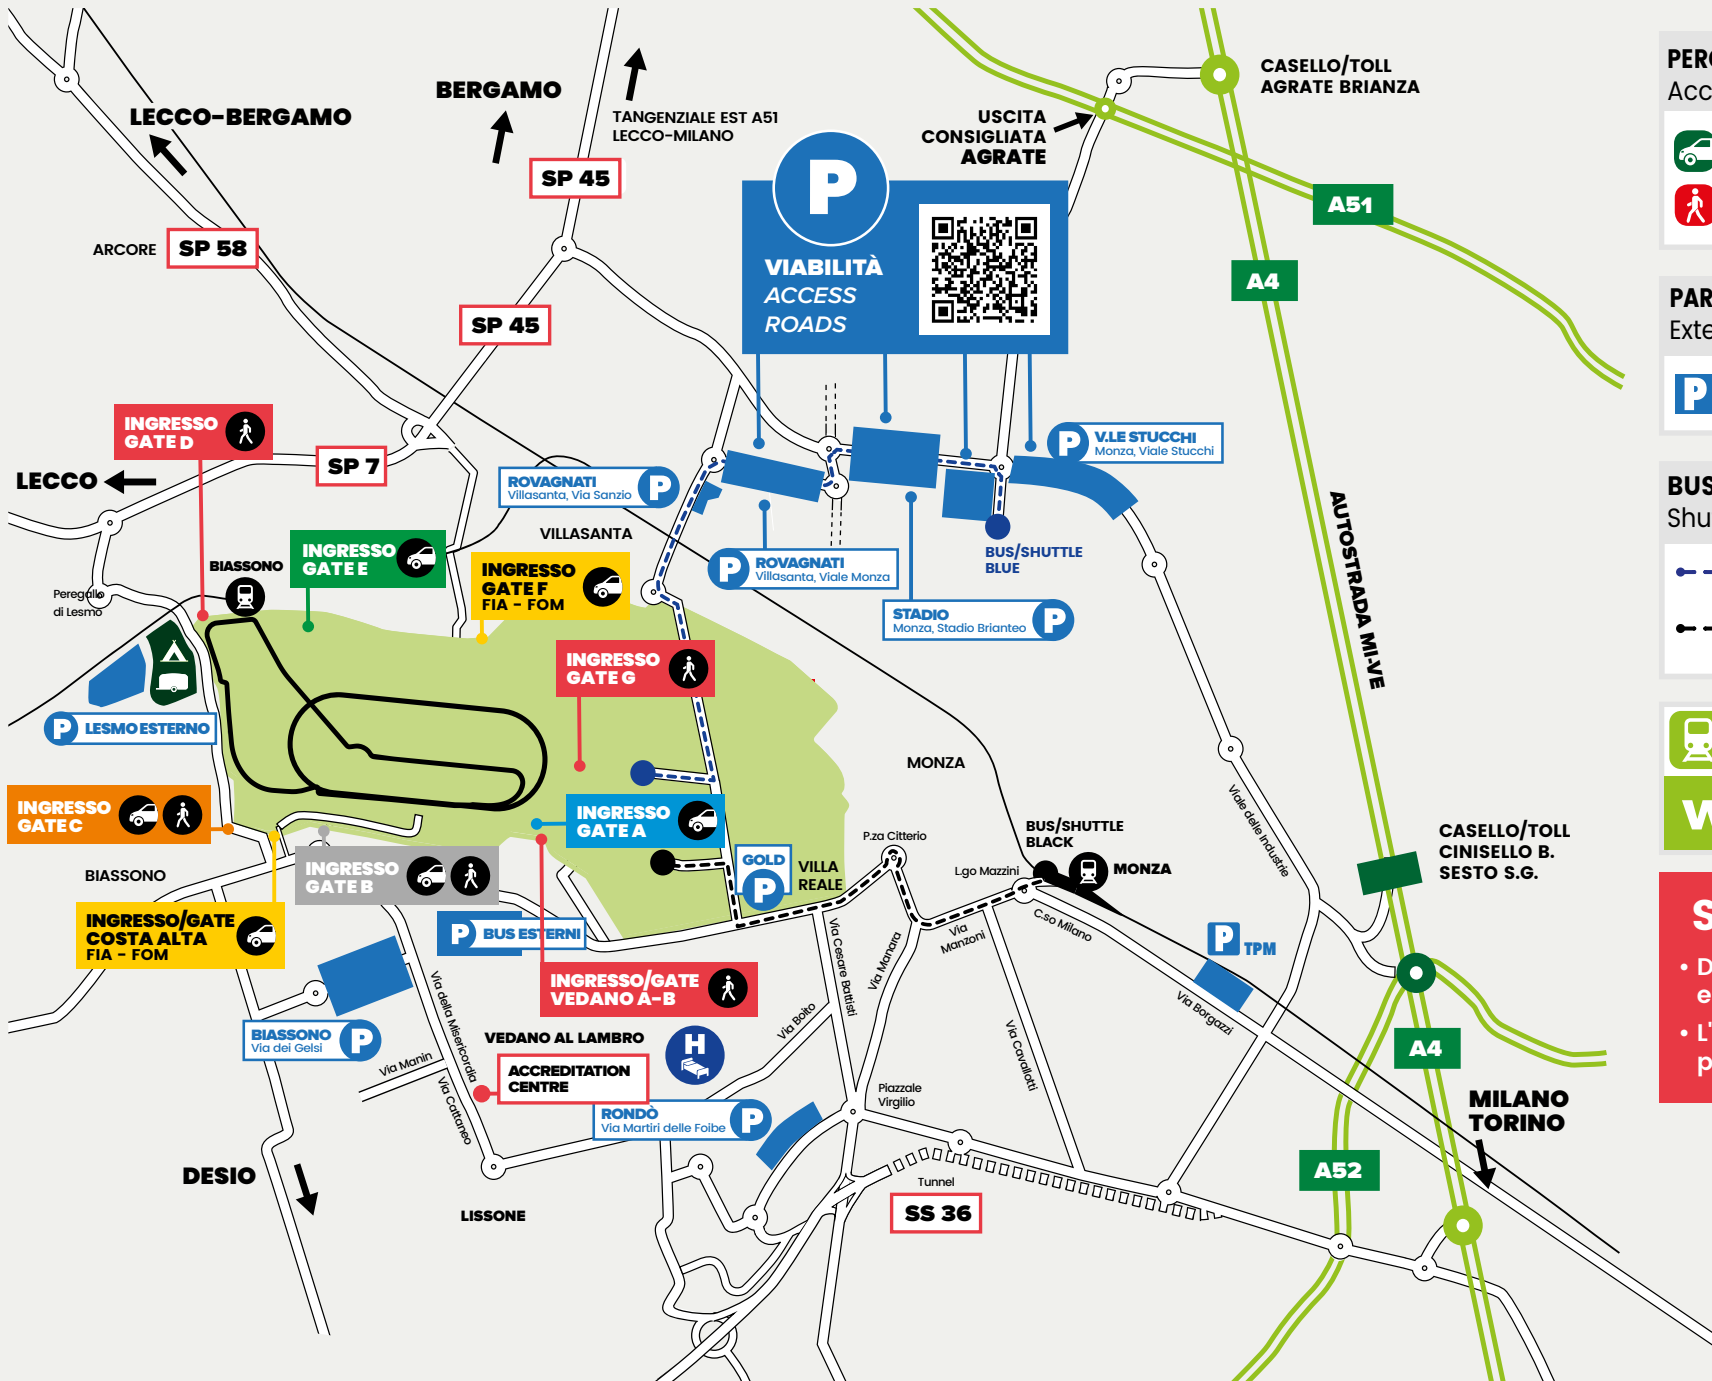 LECCO-BERGAMO
BERGAMO
TANGENZIALE EST A51
LECCO-MILANO
SP 45
ARCORE
SP 58
SP 45
USCITA
CONSIGLIATA
AGRATE
CASELLO/TOLL
AGRATE BRIANZA
A51
A4
P
VIABILITÀ
ACCESS
ROADS
INGRESSO
GATE D
SP 7
LECCO
ROVAGNATI
Villasanta, Via Sanzio
P
P
V.LE STUCCHI
Monza, Viale Stucchi
VILLASANTA
BUS/SHUTTLE
BLUE
P
ROVAGNATI
Villasanta, Viale Monza
STADIO
Monza, Stadio Brianteo
P
INGRESSO
GATE E
BIASSONO
INGRESSO
GATE F
FIA - FOM
Peregallo
di Lesmo
INGRESSO
GATE G
P
LESMO ESTERNO
AUTOSTRADA MI-VE
MONZA
INGRESSO
GATE C
INGRESSO
GATE A
P.za Citterio
BUS/SHUTTLE
BLACK
MONZA
L.go Mazzini
Viale delle Industrie
CASELLO/TOLL
CINISELLO B.
SESTO S.G.
BIASSONO
INGRESSO
GATE B
GOLD
P
VILLA
REALE
INGRESSO/GATE
COSTA ALTA
FIA - FOM
P
BUS ESTERNI
C.so Milano
Via
Manzoni
Via Manara
Via Cesare Battisti
P
TPM
INGRESSO/GATE
VEDANO A-B
Via della Misericordia
Via Borgazzi
Via Boito
BIASSONO
Via dei Gelsi
P
VEDANO AL LAMBRO
H
Via Manin
Via Cattaneo
ACCREDITATION
CENTRE
Via Cavallotti
A4
Piazzale
Virgilio
RONDÒ
Via Martiri delle Foibe
P
MILANO
TORINO
DESIO
A52
Tunnel
SS 36
LISSONE
PERC
Acc
PAR
Exte
P
BUS
Shu
W
S
• D
e
• L'
p